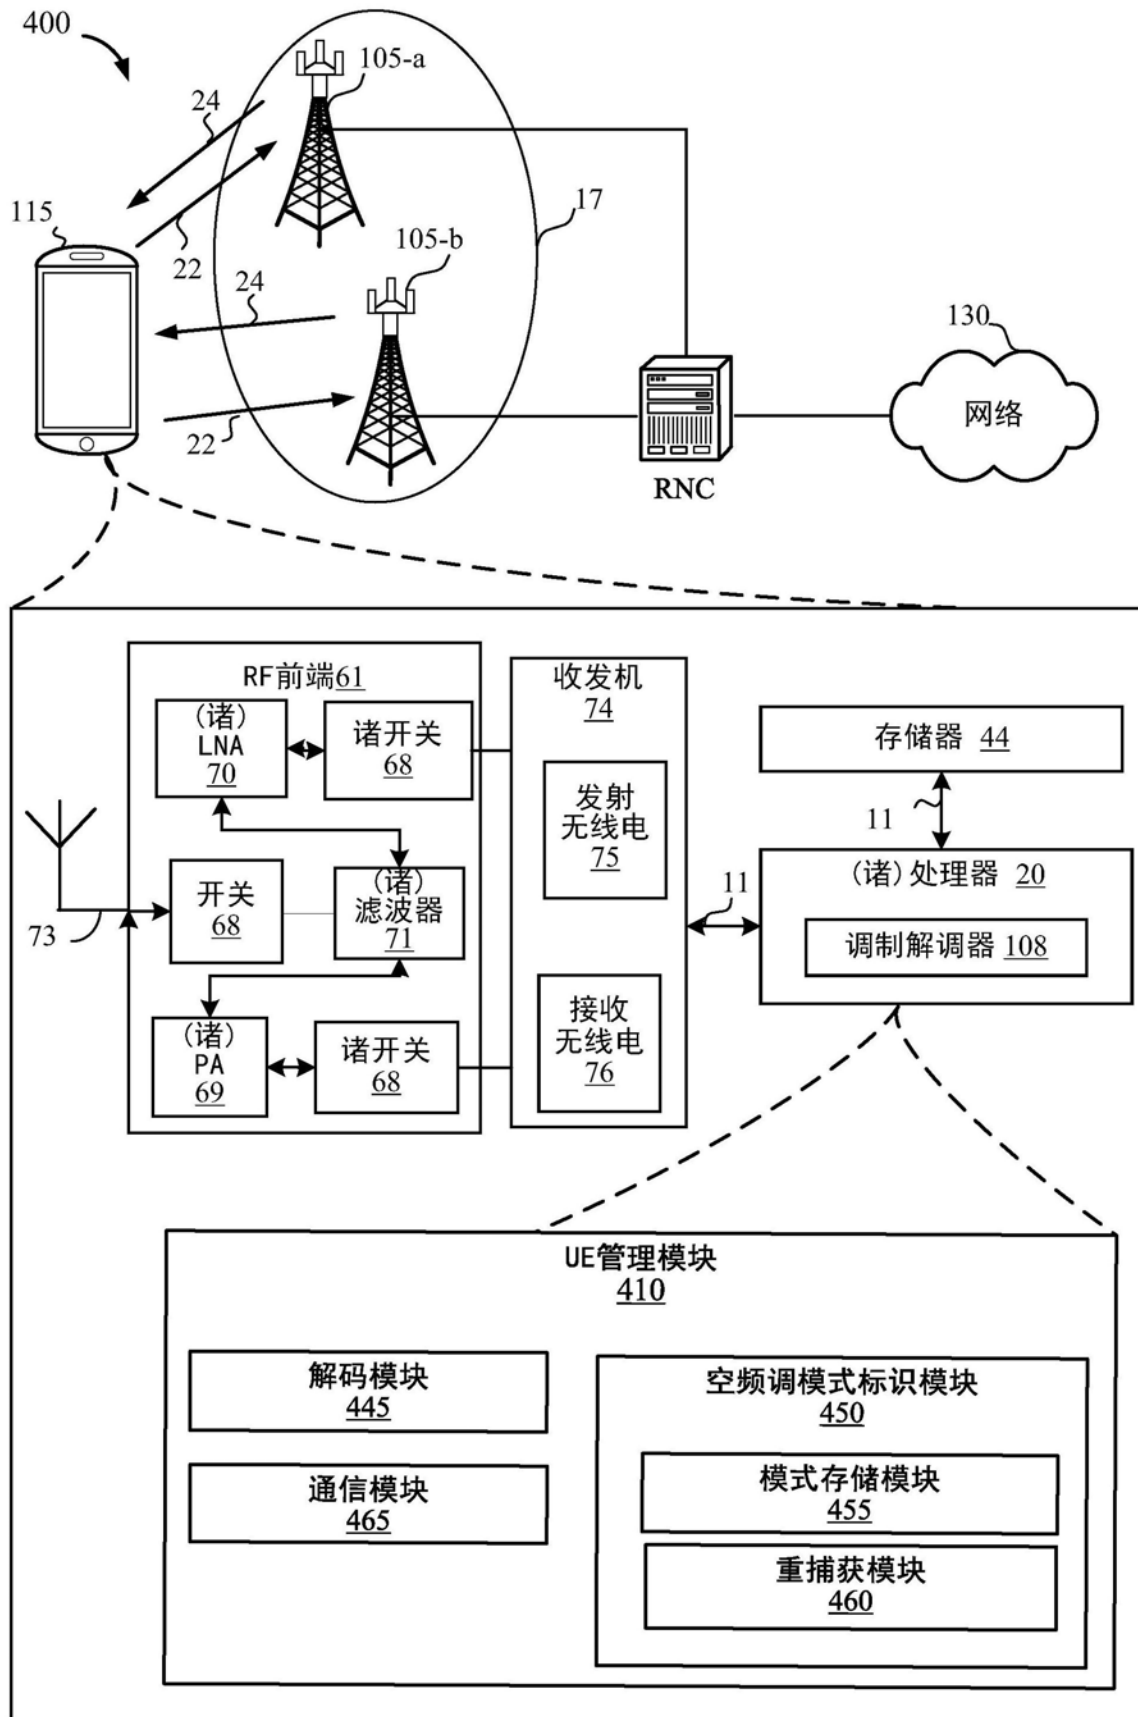 400
105-a
24
17
115
22
105-b
24
130
网络
22
RNC
RF前端61
(诸)
LNA
70
诸开关
68
收发机
74
存储器 44
发射
无线电
75
11
(诸)处理器 20
开关
68
(诸)
滤波器
71
11
调制解调器 108
73
接收
无线电
76
(诸)
PA
69
诸开关
68
UE管理模块
410
解码模块
445
空频调模式标识模块
450
通信模块
465
模式存储模块
455
重捕获模块
460